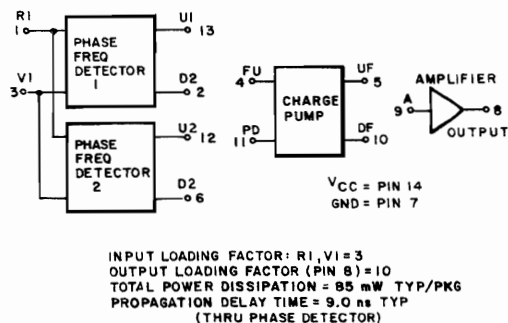 R1
1
V1
3
PHASE
FREQ
DETECTOR
1
U1
13
D2
2
PHASE
FREQ
DETECTOR
2
U2
12
D2
6
FU
4
PD
11
CHARGE
PUMP
UF
5
DF
10
AMPLIFIER
A
9
8
OUTPUT
VCC = PIN 14
GND = PIN 7
INPUT LOADING FACTOR: R1, V1 = 3
OUTPUT LOADING FACTOR (PIN 8) = 10
TOTAL POWER DISSIPATION = 85 mW TYP/PKG
PROPAGATION DELAY TIME = 9.0 ns TYP
(THRU PHASE DETECTOR)